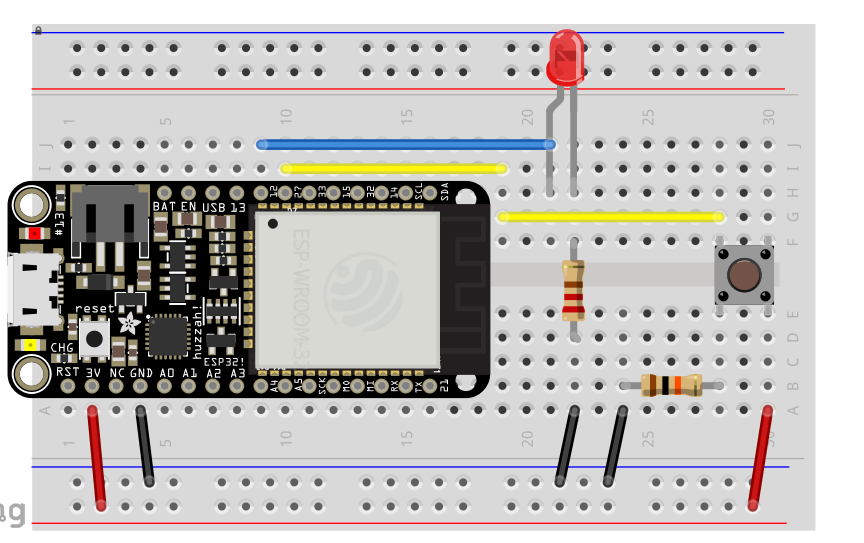 1 5 10 15 20 25 30
J J
I I
H H
G G
F F
BAT EN USB 13 12 27 33 15 32 14 SCL SDA
#13
ESP-WRO
reset
huzzah!
ESP32!
CHG
RST 3V NC GND A0 A1 A2 A3 A4 A5 SCK MO MI RX TX 21
E
D
C
B
A A
1 5 10 15 20 25 30
ng